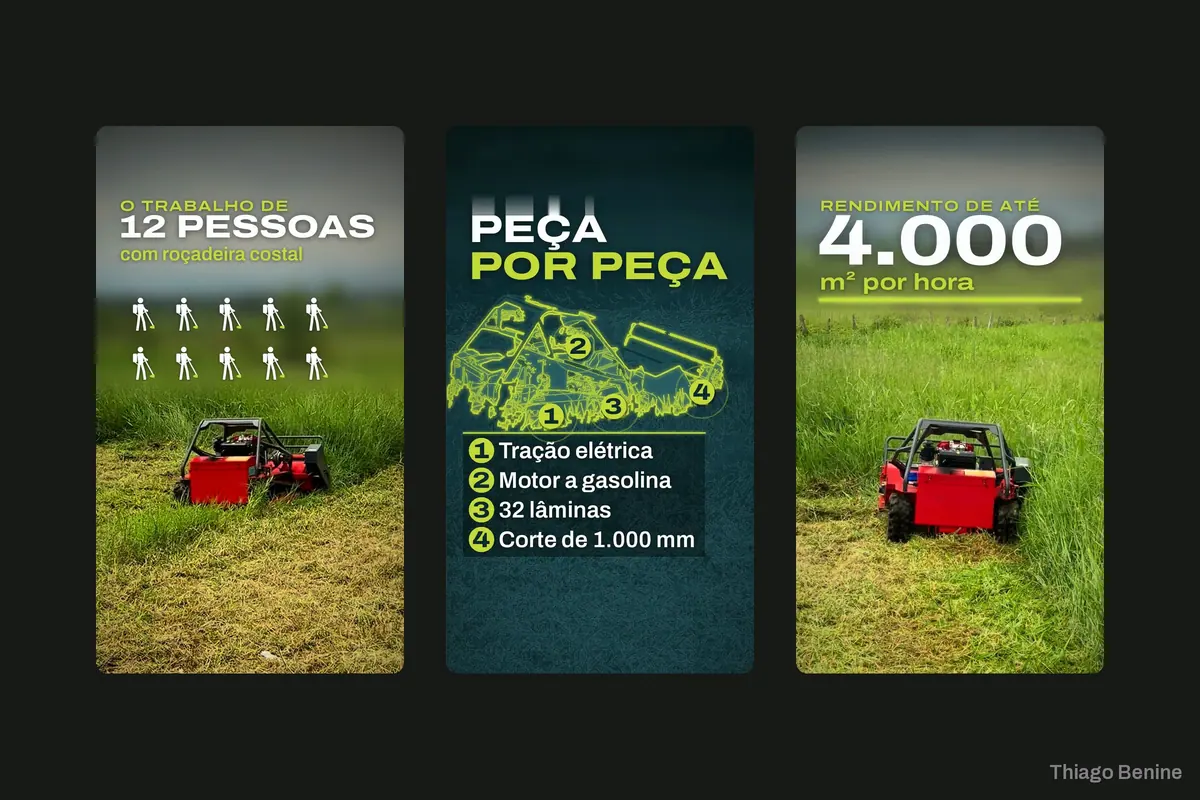 O TRABALHO DE
12 PESSOAS
com roçadeira costal
PEÇA
POR PEÇA
2
4
3
1
1 Tração elétrica
2 Motor a gasolina
3 32 lâminas
4 Corte de 1.000 mm
RENDIMENTO DE ATÉ
4.000
m² por hora
Thiago Benine